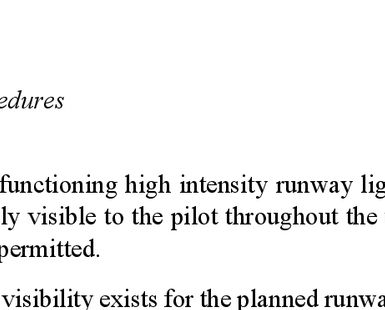 edures
functioning high intensity runway lig
ly visible to the pilot throughout the
permitted.
visibility exists for the planned runwa